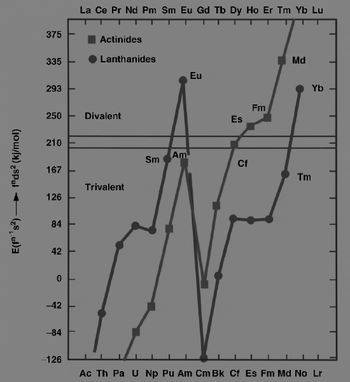 La Ce Pr Nd Pm Sm Eu Gd Tb Dy Ho Er Tm Yb Lu
Actinides
Lanthanides
375
335
293
250
210
167
126
84
42
0
−42
−84
−126
Md
Eu
Yb
Fm
Es
Divalent
Am
Sm
Cf
Tm
Trivalent
E(fⁿ⁻¹s²) → fⁿds² (kj/mol)
Ac Th Pa U Np Pu Am Cm Bk Cf Es Fm Md No Lr